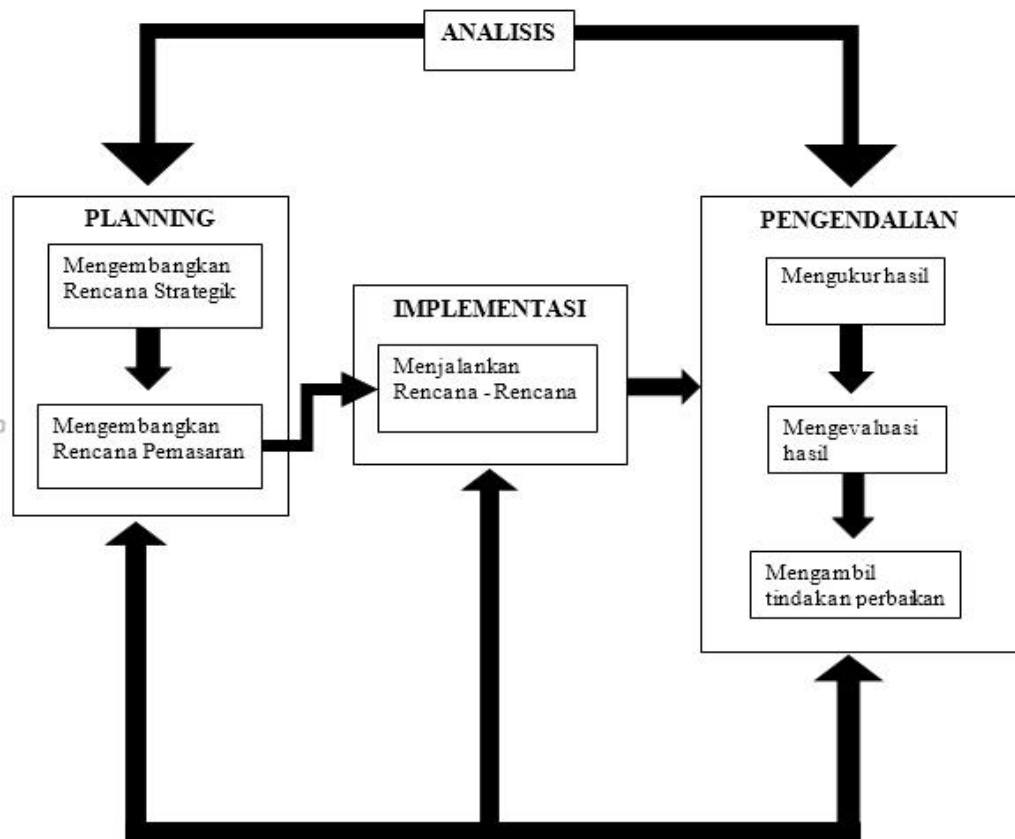 ANALISIS
PLANNING
Mengembangkan
Rencana Strategik
Mengembangkan
Rencana Pemasaran
IMPLEMENTASI
Menjalankan
Rencana - Rencana
PENGENDALIAN
Mengukur hasil
Mengevaluasi
hasil
Mengambil
tindakan perbaikan